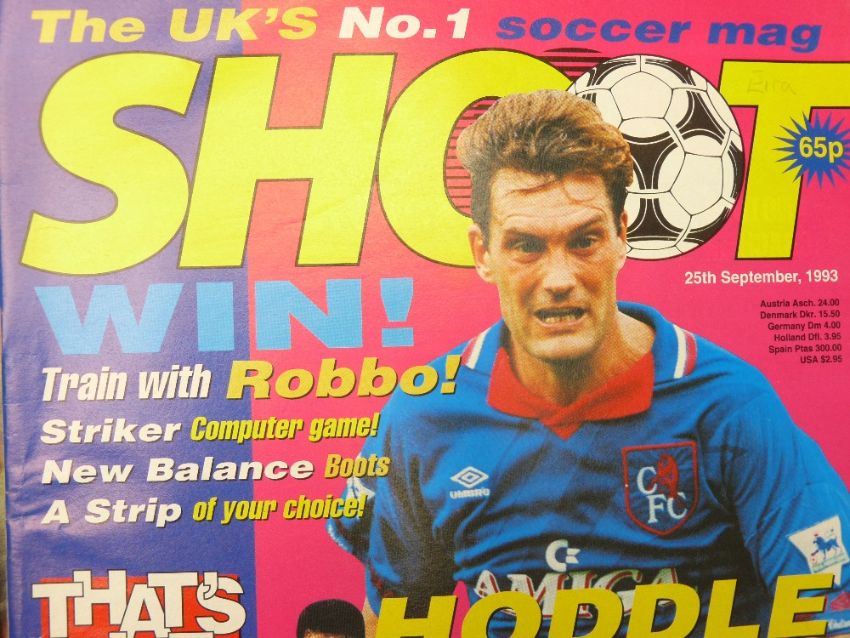 The UK'S No.1 soccer mag
SHOOT
Eira
65p
25th September, 1993
WIN!
Austria Asch. 24.00
Denmark Dkr. 15.50
Germany Dm 4.00
Holland Dfl. 3.95
Spain Ptas 300.00
USA $2.95
Train with Robbo!
Striker Computer game!
New Balance Boots
A Strip of your choice!
UMBRO
CFC
AMIGA
THAT'S
HODDLE